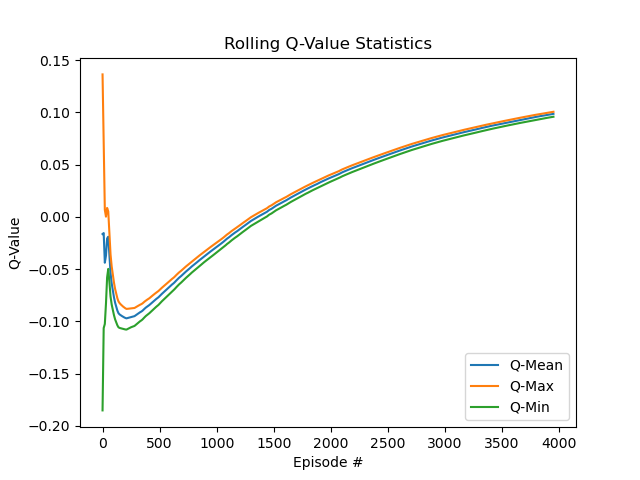 Rolling Q-Value Statistics
0.15
0.10
0.05
0.00
−0.05
−0.10
−0.15
−0.20
Q-Value
Q-Mean
Q-Max
Q-Min
0 500 1000 1500 2000 2500 3000 3500 4000
Episode #